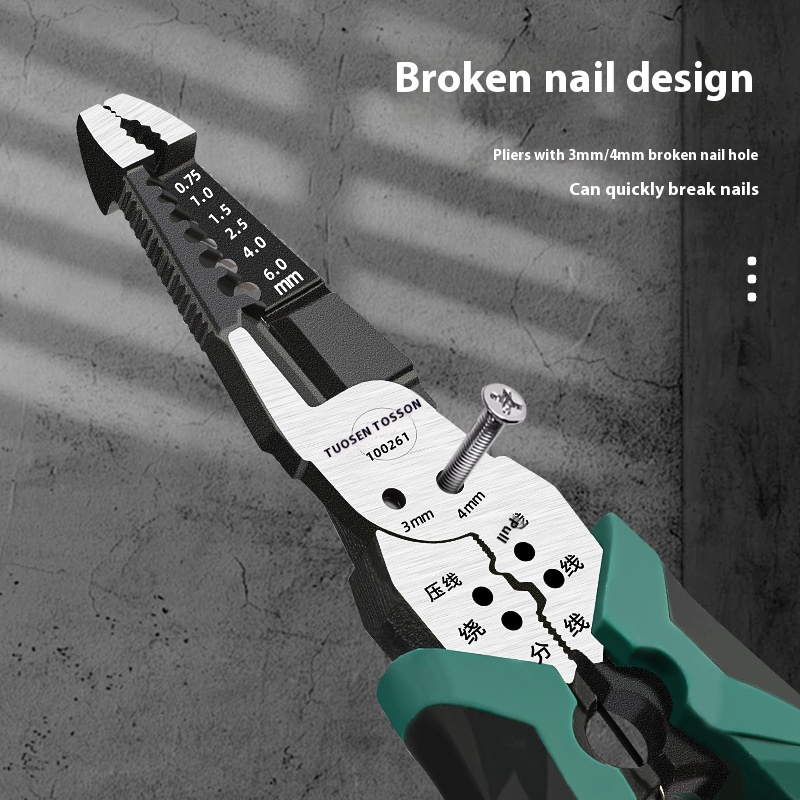 Broken nail design
Pliers with 3mm/4mm broken nail hole
Can quickly break nails
0.75
1.0
1.5
2.5
4.0
6.0
mm
TUOSEN TOSSON
100261
3mm
4mm
Pull
线
压线
绕
线
分